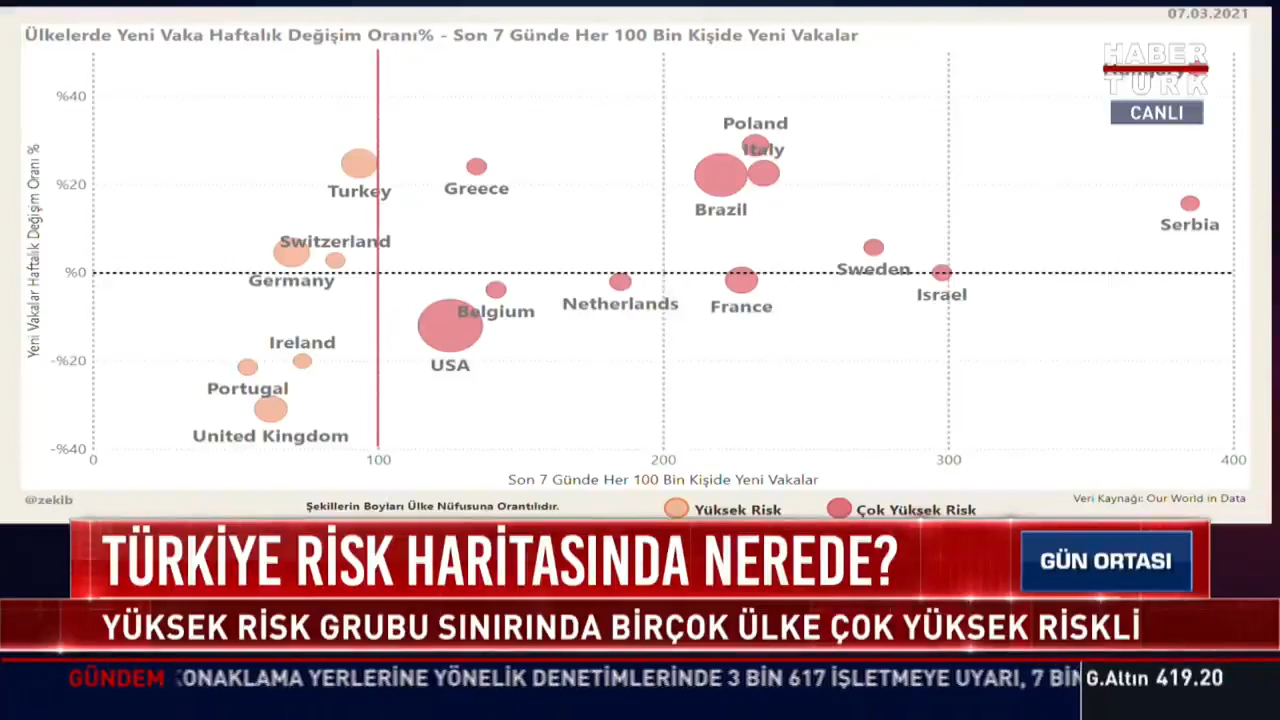 07.03.2021
Ülkelerde Yeni Vaka Haftalık Değişim Oranı% - Son 7 Günde Her 100 Bin Kişide Yeni Vakalar
HABER
TÜRK
CANLI
Yeni Vakalar Haftalık Değişim Oranı %
%40
%20
%0
-%20
-%40
Poland
Italy
Turkey
Greece
Brazil
Serbia
Switzerland
Germany
Sweden
Israel
Netherlands
France
Belgium
USA
Ireland
Portugal
United Kingdom
0 100 200 300 400
Son 7 Günde Her 100 Bin Kişide Yeni Vakalar
@zekib
Şekillerin Boyları Ülke Nüfusuna Orantılıdır.
Yüksek Risk
Çok Yüksek Risk
Veri Kaynağı: Our World in Data
TÜRKİYE RİSK HARİTASINDA NEREDE?
GÜN ORTASI
YÜKSEK RİSK GRUBU SINIRINDA BİRÇOK ÜLKE ÇOK YÜKSEK RİSKLİ
GÜNDEM ONAKLAMA YERLERİNE YÖNELİK DENETİMLERİNDE 3 BİN 617 İŞLETMEYE UYARI, 7 BİN G.Altın 419.20